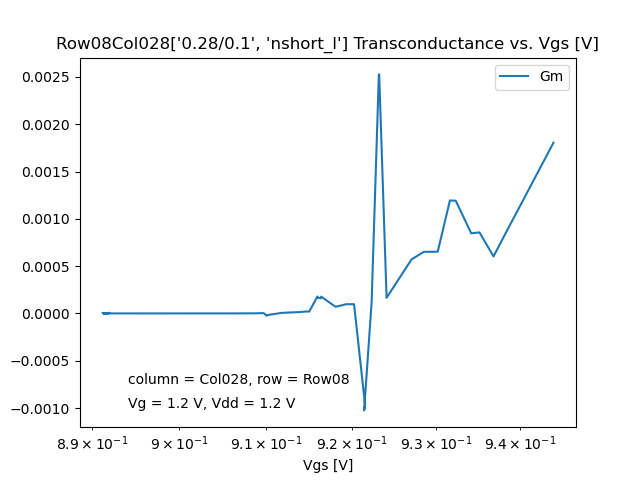 Row08Col028['0.28/0.1', 'nshort_l'] Transconductance vs. Vgs [V]
Gm
0.0025
0.0020
0.0015
0.0010
0.0005
0.0000
−0.0005
−0.0010
column = Col028, row = Row08
Vg = 1.2 V, Vdd = 1.2 V
8.9 × 10⁻¹ 9 × 10⁻¹ 9.1 × 10⁻¹ 9.2 × 10⁻¹ 9.3 × 10⁻¹ 9.4 × 10⁻¹
Vgs [V]